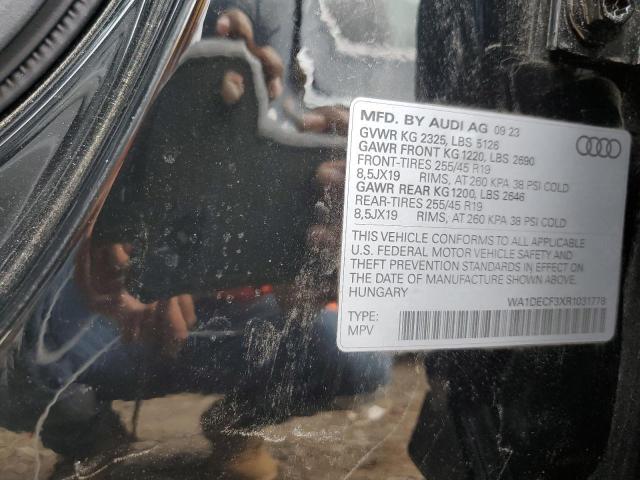 MFD. BY AUDI AG 09 23
GVWR KG 2325, LBS 5126
GAWR FRONT KG 1220, LBS 2690
FRONT-TIRES 255/45 R19
8,5JX19 RIMS, AT 260 KPA 38 PSI COLD
GAWR REAR KG 1200, LBS 2646
REAR-TIRES 255/45 R19
8,5JX19 RIMS, AT 260 KPA 38 PSI COLD
THIS VEHICLE CONFORMS TO ALL APPLICABLE
U.S. FEDERAL MOTOR VEHICLE SAFETY AND
THEFT PREVENTION STANDARDS IN EFFECT ON
THE DATE OF MANUFACTURE SHOWN ABOVE.
HUNGARY
WA1DECF3XR1031778
TYPE:
MPV